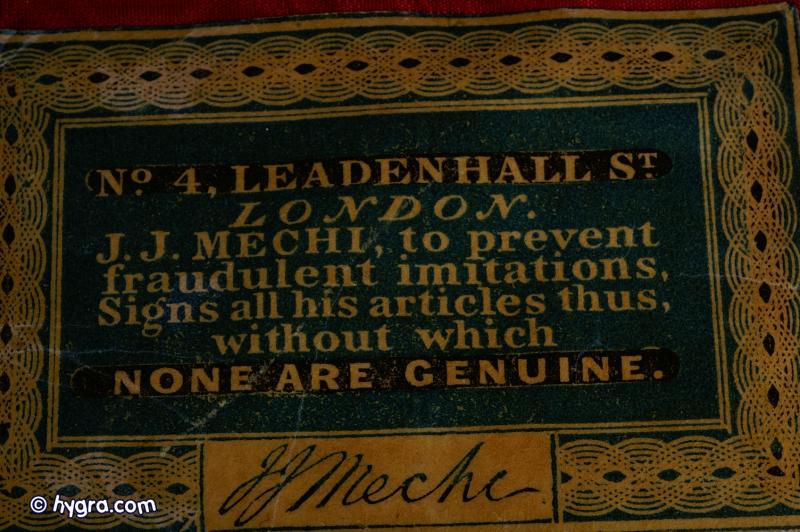 No. 4, LEADENHALL ST.
LONDON.
J. J. MECHI, to prevent
fraudulent imitations,
Signs all his articles thus,
without which
NONE ARE GENUINE.
JJ Mechi
© hygra.com